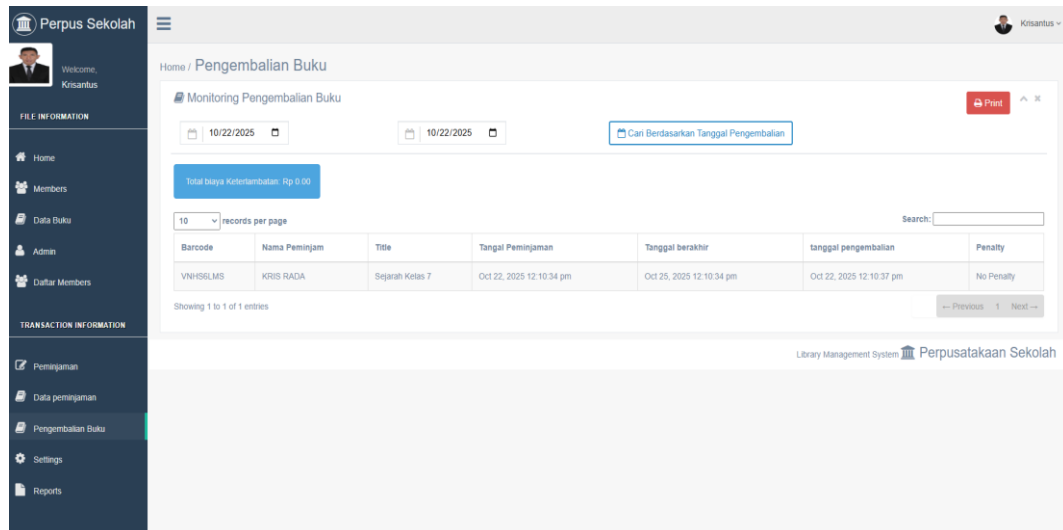 Perpus Sekolah
Krisantus
Welcome,
Krisantus
FILE INFORMATION
Home
Members
Data Buku
Admin
Daftar Members
TRANSACTION INFORMATION
Peminjaman
Data peminjaman
Pengembalian Buku
Settings
Reports
Home / Pengembalian Buku
Monitoring Pengembalian Buku
Print
10/22/2025 10/22/2025 Cari Berdasarkan Tanggal Pengembalian
Total biaya Keterlambatan: Rp 0.00
10 records per page Search:
Barcode Nama Peminjam Title Tangal Peminjaman Tanggal berakhir tanggal pengembalian Penalty
VNHS6LMS KRIS RADA Sejarah Kelas 7 Oct 22, 2025 12:10:34 pm Oct 25, 2025 12:10:34 pm Oct 22, 2025 12:10:37 pm No Penalty
Showing 1 to 1 of 1 entries ← Previous 1 Next →
Library Management System Perpusatakaan Sekolah